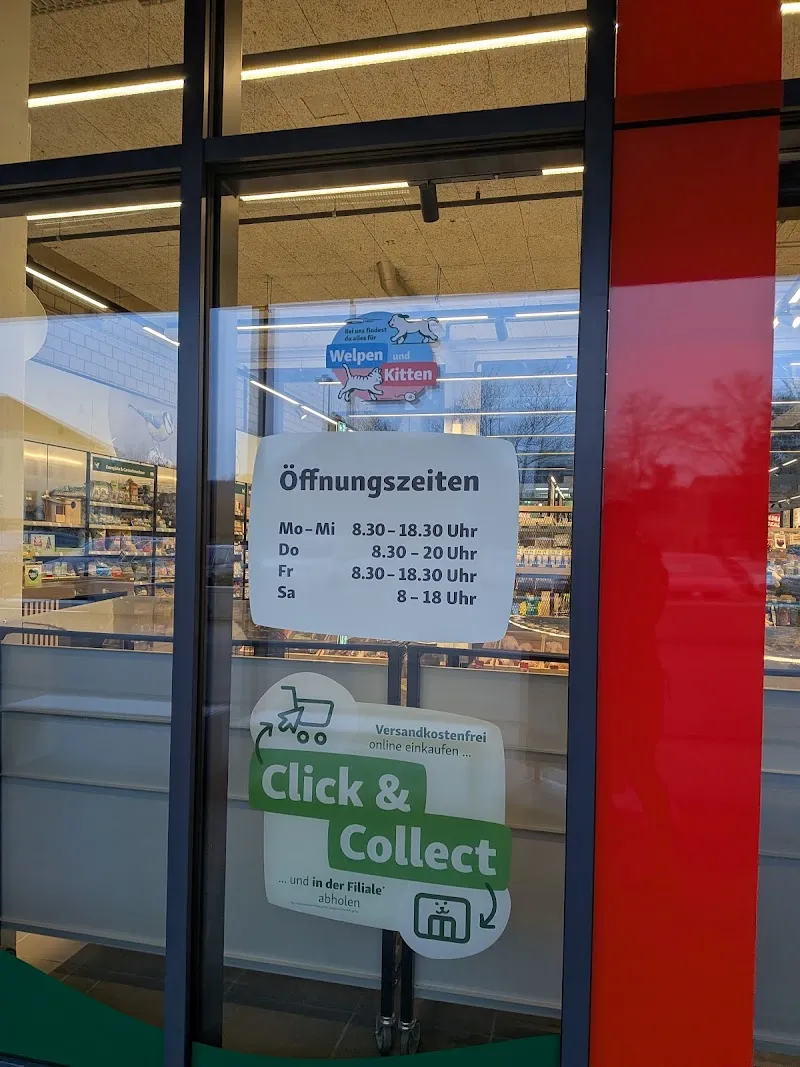 Bei uns findest
du alles für
Welpen und
Kitten
Öffnungszeiten
Mo – Mi 8.30 – 18.30 Uhr
Do 8.30 – 20 Uhr
Fr 8.30 – 18.30 Uhr
Sa 8 – 18 Uhr
Versandkostenfrei
online einkaufen ...
Click &
Collect
... und in der Filiale*
abholen